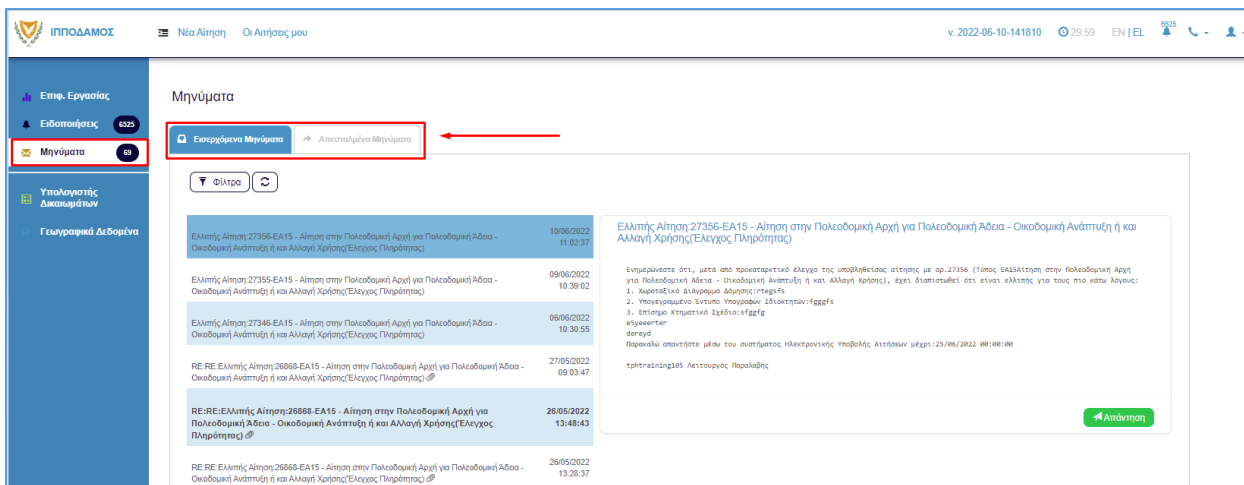 ΙΠΠΟΔΑΜΟΣ
Νέα Αίτηση Οι Αιτήσεις μου
v. 2022-06-10-141810 29:59 EN | EL 6525
Επιφ. Εργασίας
Ειδοποιήσεις 6525
Μηνύματα 69
Υπολογιστής
Δικαιωμάτων
Γεωγραφικά Δεδομένα
Μηνύματα
Εισερχόμενα Μηνύματα Απεσταλμένα Μηνύματα
Φίλτρα
Ελλιπής Αίτηση:27356-ΕΑ15 - Αίτηση στην Πολεοδομική Αρχή για Πολεοδομική Άδεια - 10/06/2022
Οικοδομική Ανάπτυξη ή και Αλλαγή Χρήσης(Έλεγχος Πληρότητας) 11:02:37
Ελλιπής Αίτηση:27355-ΕΑ15 - Αίτηση στην Πολεοδομική Αρχή για Πολεοδομική Άδεια - 09/06/2022
Οικοδομική Ανάπτυξη ή και Αλλαγή Χρήσης(Έλεγχος Πληρότητας) 10:39:02
Ελλιπής Αίτηση:27346-ΕΑ15 - Αίτηση στην Πολεοδομική Αρχή για Πολεοδομική Άδεια - 06/06/2022
Οικοδομική Ανάπτυξη ή και Αλλαγή Χρήσης(Έλεγχος Πληρότητας) 10:30:55
RE:RE:Ελλιπής Αίτηση:26868-ΕΑ15 - Αίτηση στην Πολεοδομική Αρχή για Πολεοδομική Άδεια - 27/05/2022
Οικοδομική Ανάπτυξη ή και Αλλαγή Χρήσης(Έλεγχος Πληρότητας) 09:03:47
RE:RE:Ελλιπής Αίτηση:26868-ΕΑ15 - Αίτηση στην Πολεοδομική Αρχή για 26/05/2022
Πολεοδομική Άδεια - Οικοδομική Ανάπτυξη ή και Αλλαγή Χρήσης(Έλεγχος 13:48:43
Πληρότητας)
RE:RE:Ελλιπής Αίτηση:26868-ΕΑ15 - Αίτηση στην Πολεοδομική Αρχή για Πολεοδομική Άδεια - 26/05/2022
Οικοδομική Ανάπτυξη ή και Αλλαγή Χρήσης(Έλεγχος Πληρότητας) 13:28:37
Ελλιπής Αίτηση:27356-ΕΑ15 - Αίτηση στην Πολεοδομική Αρχή για Πολεοδομική Άδεια - Οικοδομική Ανάπτυξη ή και
Αλλαγή Χρήσης(Έλεγχος Πληρότητας)
Ενημερώνεστε ότι, μετά από προκαταρκτικό έλεγχο της υποβληθείσας αίτησης με αρ.27356 (Τύπος ΕΑ15Αίτηση στην Πολεοδομική Αρχή
για Πολεοδομική Άδεια - Οικοδομική Ανάπτυξη ή και Αλλαγή Χρήσης), έχει διαπιστωθεί ότι είναι ελλιπής για τους πιο κάτω λόγους:
1. Χωροταξικό Διάγραμμα Δόμησης:rtegsfs
2. Υπογεγραμμένο Έντυπο Υπογραφών Ιδιοκτητών:fgggfs
3. Επίσημο Κτηματικό Σχέδιο:sfggfg
e5yeeerter
dereyd
Παρακαλώ απαντήστε μέσω του συστήματος Ηλεκτρονικής Υποβολής Αιτήσεων μέχρι:25/06/2022 00:00:00
tphtraining105 Λειτουργός Παραλαβής
Απάντηση